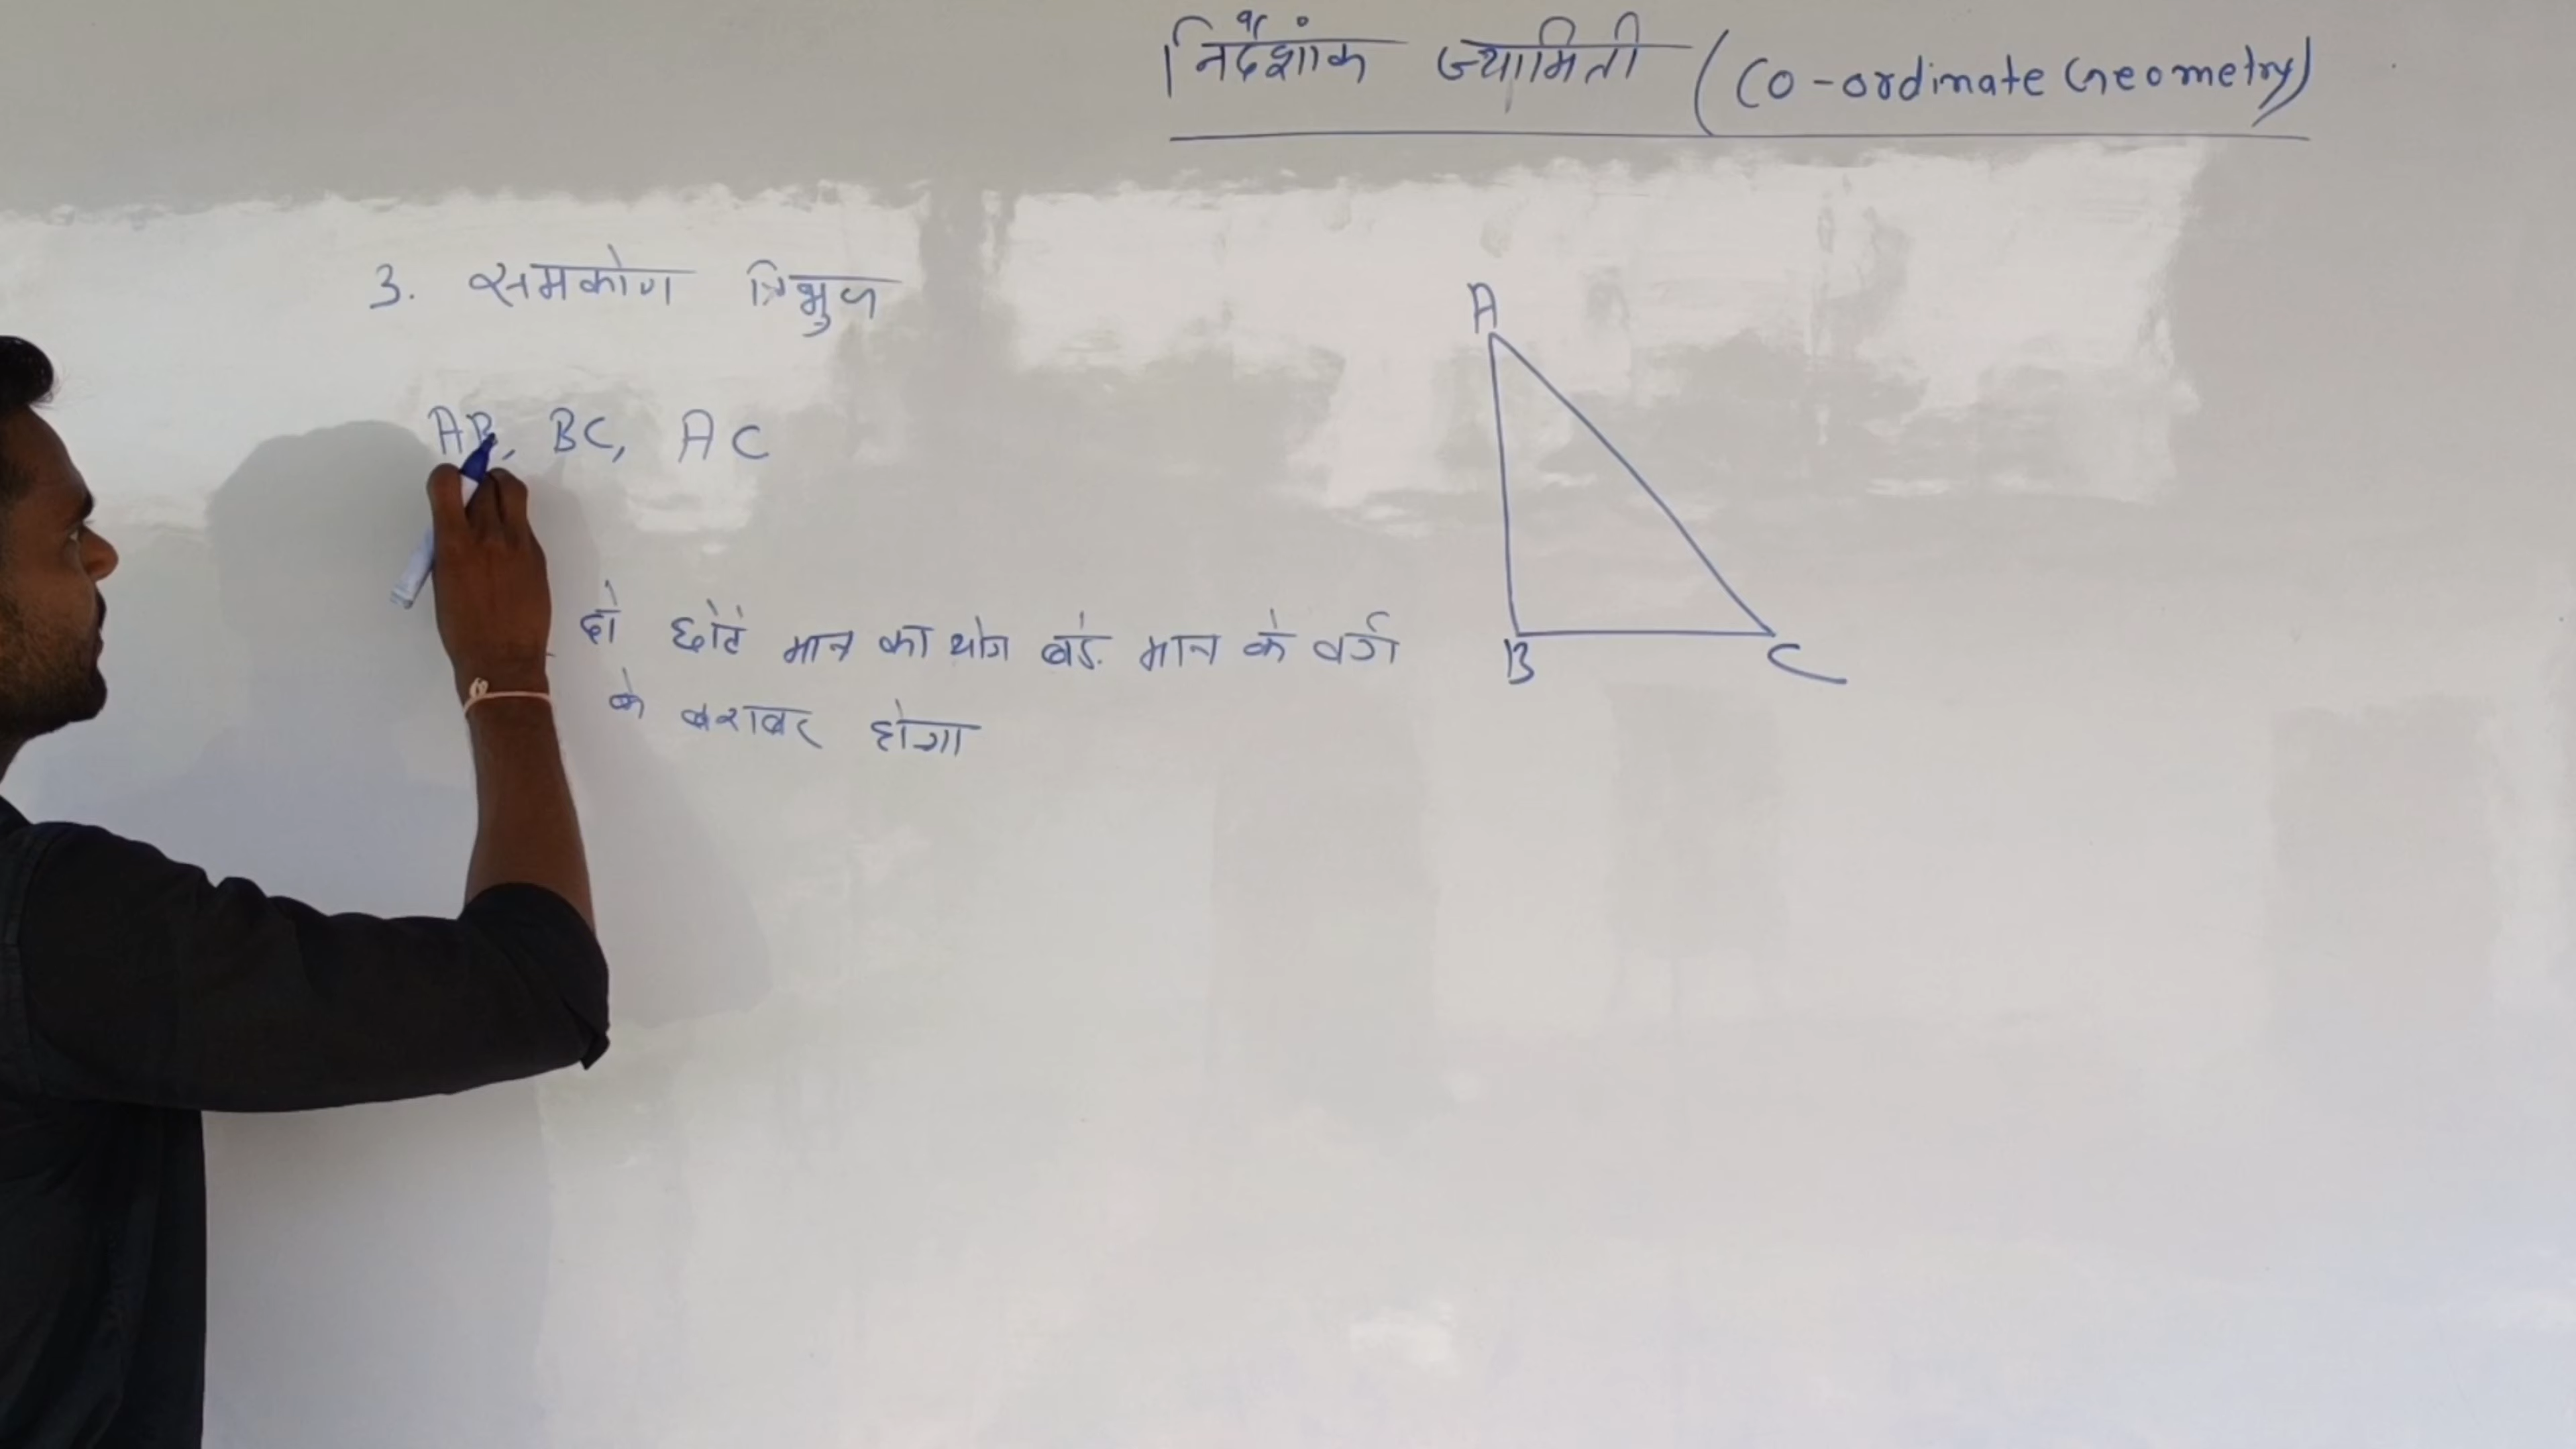 निर्देशांक ज्यामिती (Co-ordinate Geometry)
3. समकोण त्रिभुज
AB, BC, AC
दो छोटे मान का योग बड़े मान के वर्ग
के बराबर होगा
A
B
C